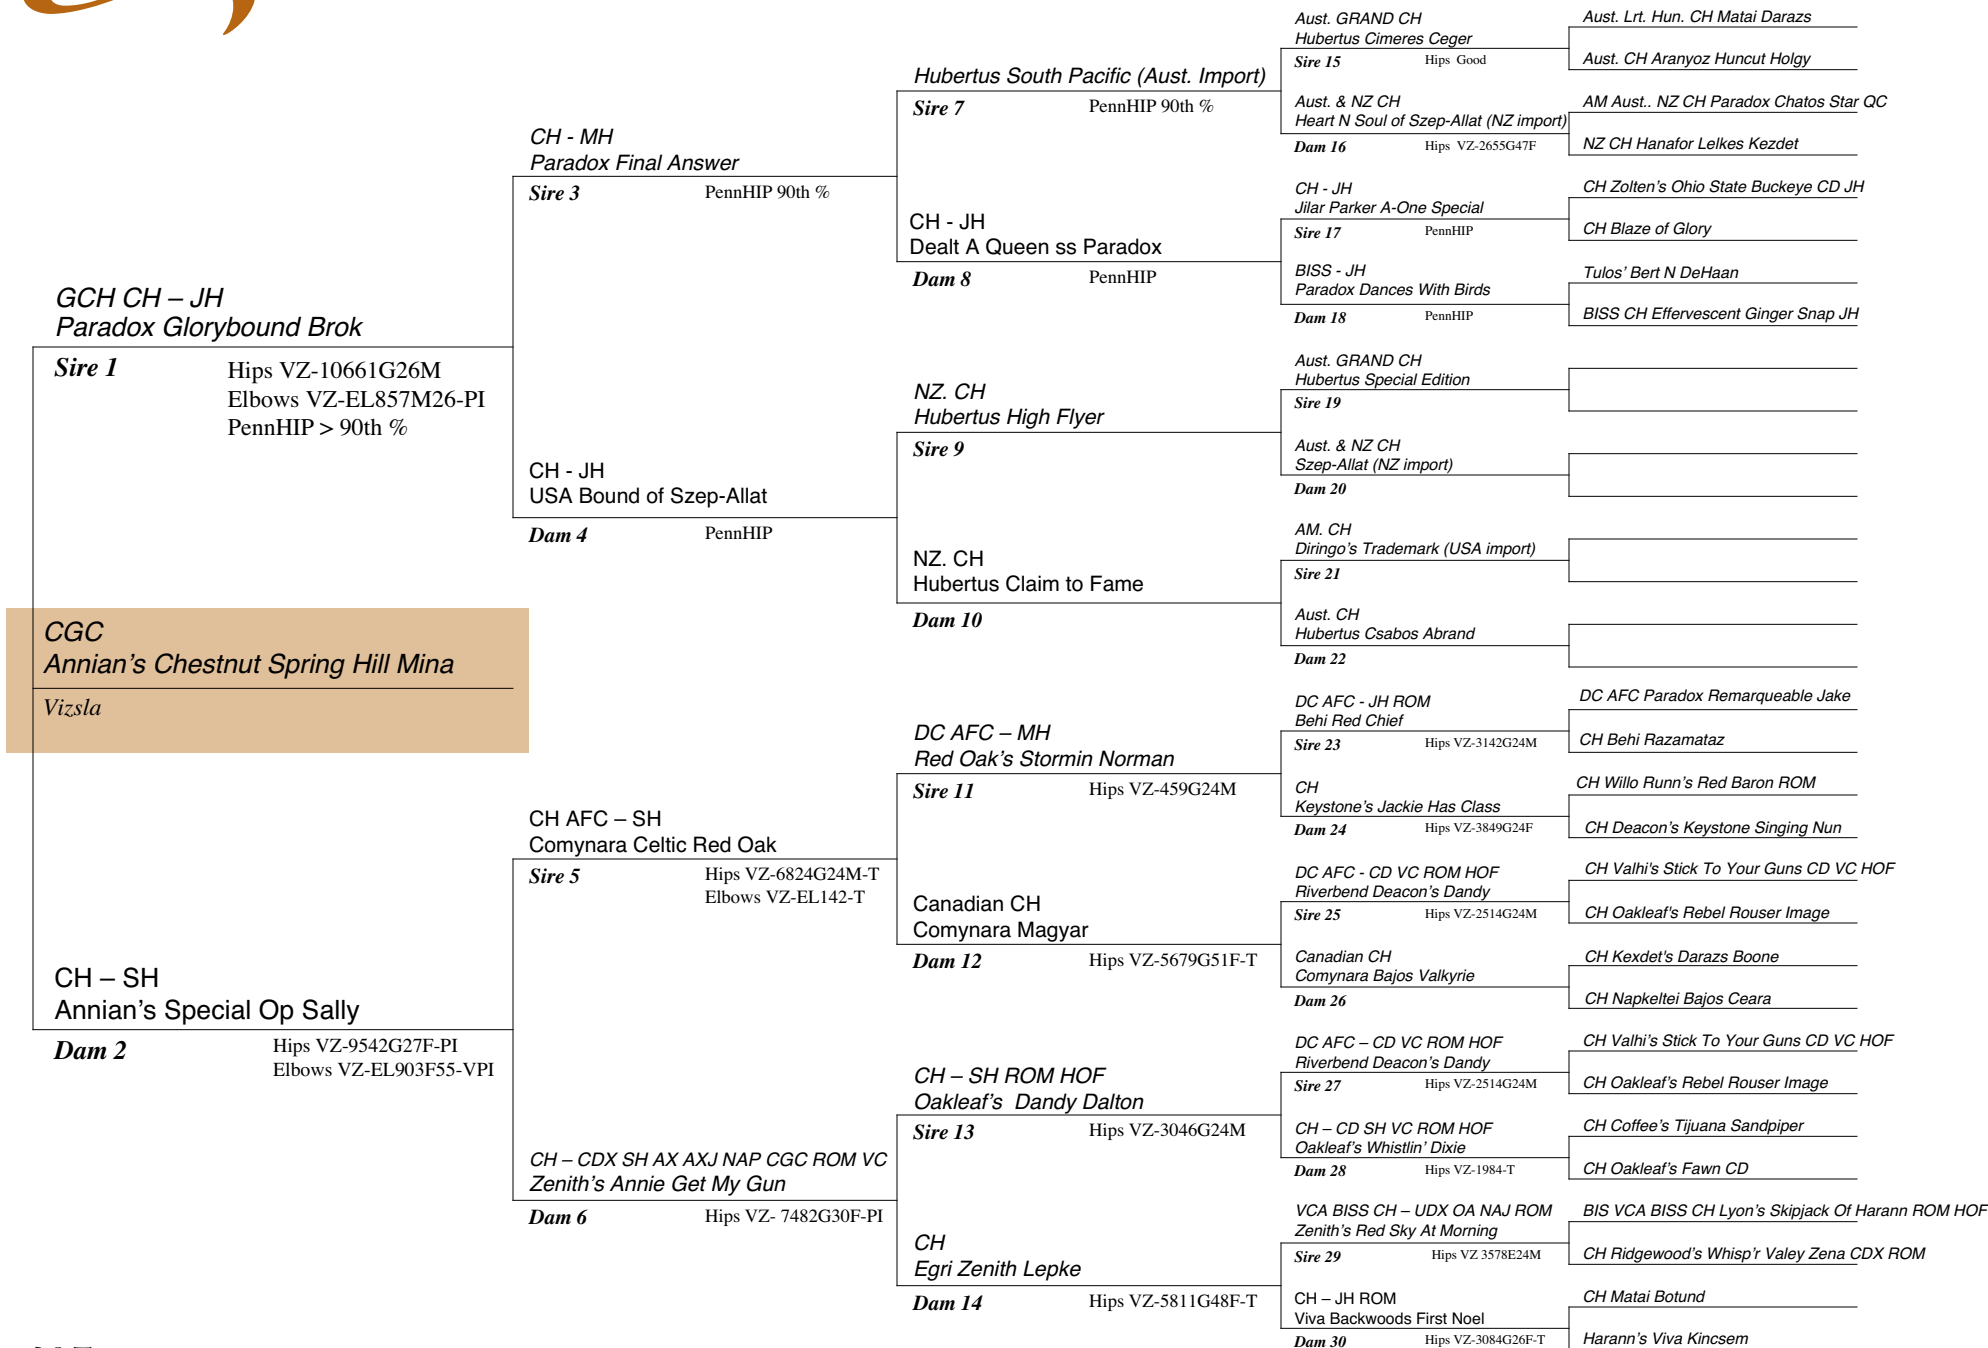 GCH CH – JH
Paradox Glorybound Brok
Sire 1
Hips VZ-10661G26M
Elbows VZ-EL857M26-PI
PennHIP > 90th %
CGC
Annian’s Chestnut Spring Hill Mina
Vizsla
CH – SH
Annian’s Special Op Sally
Dam 2
Hips VZ-9542G27F-PI
Elbows VZ-EL903F55-VPI
CH - MH
Paradox Final Answer
Sire 3 PennHIP 90th %
CH - JH
USA Bound of Szep-Allat
Dam 4 PennHIP
CH AFC – SH
Comynara Celtic Red Oak
Sire 5 Hips VZ-6824G24M-T
Elbows VZ-EL142-T
CH – CDX SH AX AXJ NAP CGC ROM VC
Zenith’s Annie Get My Gun
Dam 6 Hips VZ- 7482G30F-PI
Hubertus South Pacific (Aust. Import)
Sire 7 PennHIP 90th %
CH - JH
Dealt A Queen ss Paradox
Dam 8 PennHIP
NZ. CH
Hubertus High Flyer
Sire 9
NZ. CH
Hubertus Claim to Fame
Dam 10
DC AFC – MH
Red Oak’s Stormin Norman
Sire 11 Hips VZ-459G24M
Canadian CH
Comynara Magyar
Dam 12 Hips VZ-5679G51F-T
CH – SH ROM HOF
Oakleaf’s Dandy Dalton
Sire 13 Hips VZ-3046G24M
CH
Egri Zenith Lepke
Dam 14 Hips VZ-5811G48F-T
Aust. GRAND CH
Hubertus Cimeres Ceger
Sire 15 Hips Good
Aust. & NZ CH
Heart N Soul of Szep-Allat (NZ import)
Dam 16 Hips VZ-2655G47F
CH - JH
Jilar Parker A-One Special
Sire 17 PennHIP
BISS - JH
Paradox Dances With Birds
Dam 18 PennHIP
Aust. GRAND CH
Hubertus Special Edition
Sire 19
Aust. & NZ CH
Szep-Allat (NZ import)
Dam 20
AM. CH
Diringo’s Trademark (USA import)
Sire 21
Aust. CH
Hubertus Csabos Abrand
Dam 22
DC AFC - JH ROM
Behi Red Chief
Sire 23 Hips VZ-3142G24M
CH
Keystone’s Jackie Has Class
Dam 24 Hips VZ-3849G24F
DC AFC - CD VC ROM HOF
Riverbend Deacon’s Dandy
Sire 25 Hips VZ-2514G24M
Canadian CH
Comynara Bajos Valkyrie
Dam 26
DC AFC – CD VC ROM HOF
Riverbend Deacon’s Dandy
Sire 27 Hips VZ-2514G24M
CH – CD SH VC ROM HOF
Oakleaf’s Whistlin’ Dixie
Dam 28 Hips VZ-1984-T
VCA BISS CH – UDX OA NAJ ROM
Zenith’s Red Sky At Morning
Sire 29 Hips VZ 3578E24M
CH – JH ROM
Viva Backwoods First Noel
Dam 30 Hips VZ-3084G26F-T
Aust. Lrt. Hun. CH Matai Darazs
Aust. CH Aranyoz Huncut Holgy
AM Aust.. NZ CH Paradox Chatos Star QC
NZ CH Hanafor Lelkes Kezdet
CH Zolten’s Ohio State Buckeye CD JH
CH Blaze of Glory
Tulos’ Bert N DeHaan
BISS CH Effervescent Ginger Snap JH
DC AFC Paradox Remarqueable Jake
CH Behi Razamataz
CH Willo Runn’s Red Baron ROM
CH Deacon’s Keystone Singing Nun
CH Valhi's Stick To Your Guns CD VC HOF
CH Oakleaf's Rebel Rouser Image
CH Kexdet's Darazs Boone
CH Napkeltei Bajos Ceara
CH Valhi's Stick To Your Guns CD VC HOF
CH Oakleaf's Rebel Rouser Image
CH Coffee’s Tijuana Sandpiper
CH Oakleaf’s Fawn CD
BIS VCA BISS CH Lyon’s Skipjack Of Harann ROM HOF
CH Ridgewood’s Whisp’r Valey Zena CDX ROM
CH Matai Botund
Harann’s Viva Kincsem